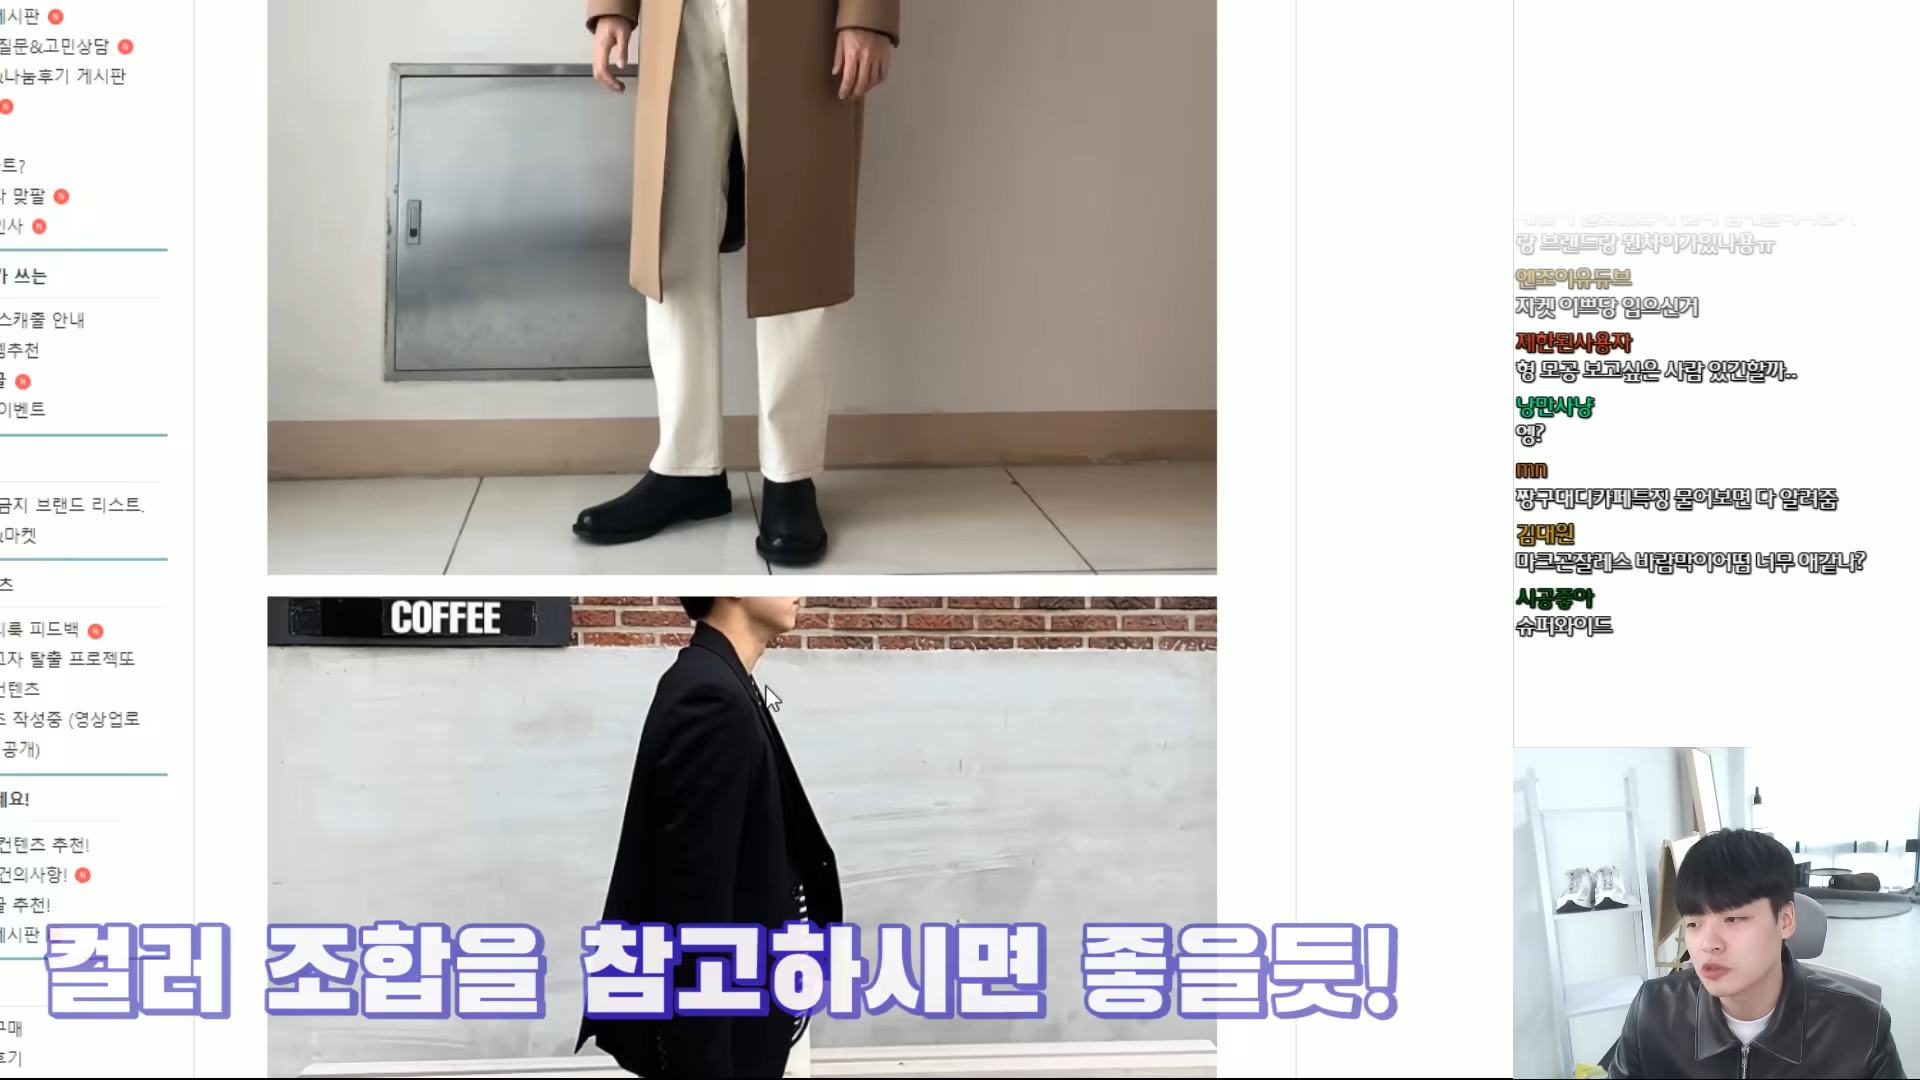 게시판
질문&고민상담
&나눔후기 게시판
트?
맞팔
인사
가 쓰는
스캐줄 안내
템추천
글
이벤트
금지 브랜드 리스트.
&마켓
츠
리룩 피드백
고자 탈출 프로젝또
컨텐츠
작성중 (영상업로
공개)
세요!
컨텐츠 추천!
건의사항!
글 추천!
게시판
구매
후기
COFFEE
컬러 조합을 참고하시면 좋을듯!
랑 브랜드랑 뭔차이가있나용ㅠ
엔조이유듀브
자켓 이쁘당 입으신거
제한된사용자
형 모공 보고싶은 사람 있긴할까..
낭만사냥
엥?
mn
짱구대디카페특징 물어보면 다 알려줌
김대원
마크곤잘레스 바람막이어떰 너무 애같나?
시공좋아
슈퍼와이드